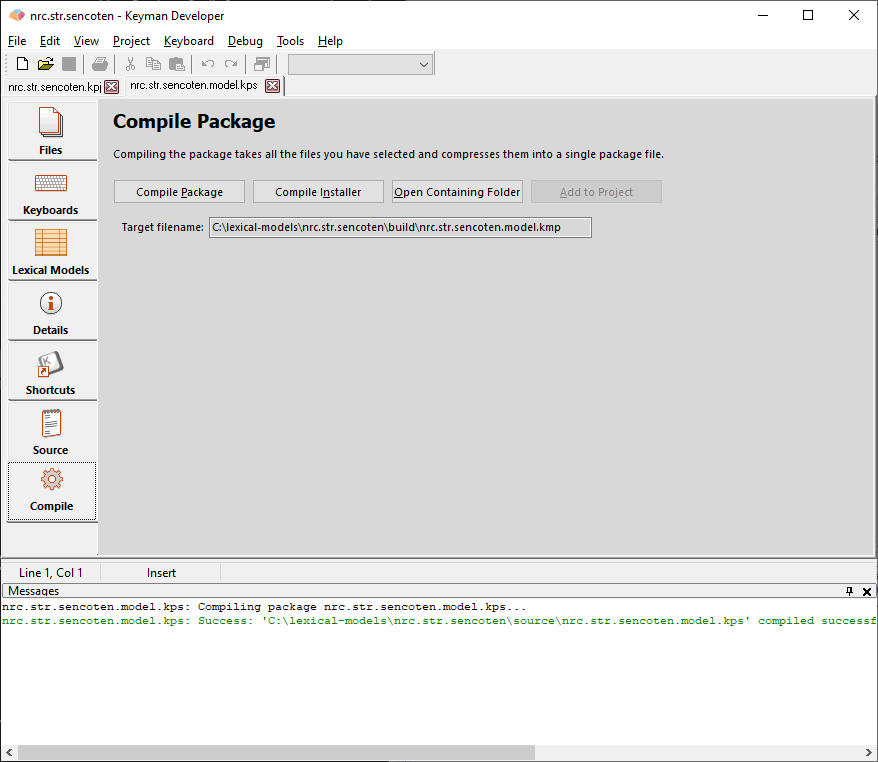 nrc.str.sencoten - Keyman Developer
File Edit View Project Keyboard Debug Tools Help
nrc.str.sencoten.kpj nrc.str.sencoten.model.kps
Files
Keyboards
Lexical Models
Details
Shortcuts
Source
Compile
Compile Package
Compiling the package takes all the files you have selected and compresses them into a single package file.
Compile Package Compile Installer Open Containing Folder Add to Project
Target filename: C:\lexical-models\nrc.str.sencoten\build\nrc.str.sencoten.model.kmp
Line 1, Col 1 Insert
Messages
nrc.str.sencoten.model.kps: Compiling package nrc.str.sencoten.model.kps...
nrc.str.sencoten.model.kps: Success: 'C:\lexical-models\nrc.str.sencoten\source\nrc.str.sencoten.model.kps' compiled successf